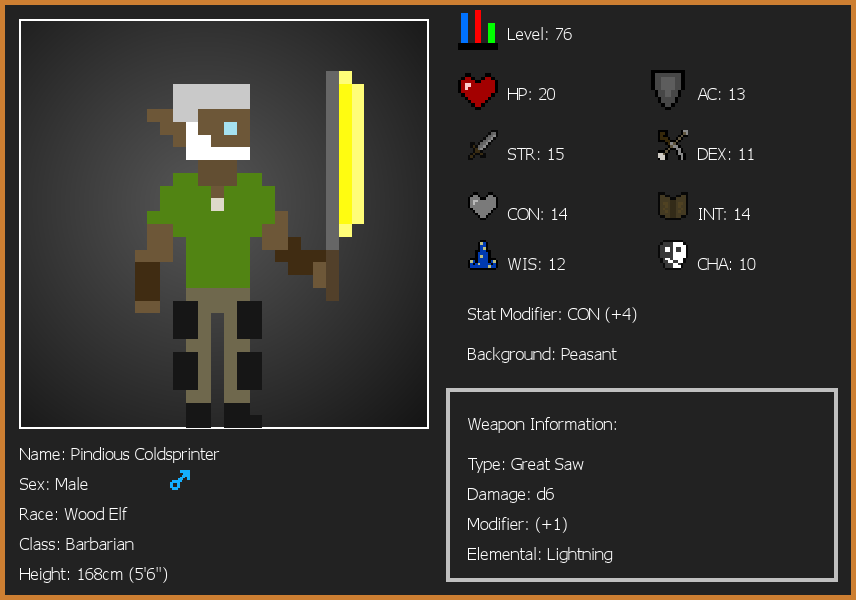 Level: 76
HP: 20
AC: 13
STR: 15
DEX: 11
CON: 14
INT: 14
WIS: 12
CHA: 10
Stat Modifier: CON (+4)
Background: Peasant
Weapon Information:
Type: Great Saw
Damage: d6
Modifier: (+1)
Elemental: Lightning
Name: Pindious Coldsprinter
Sex: Male
Race: Wood Elf
Class: Barbarian
Height: 168cm (5'6")